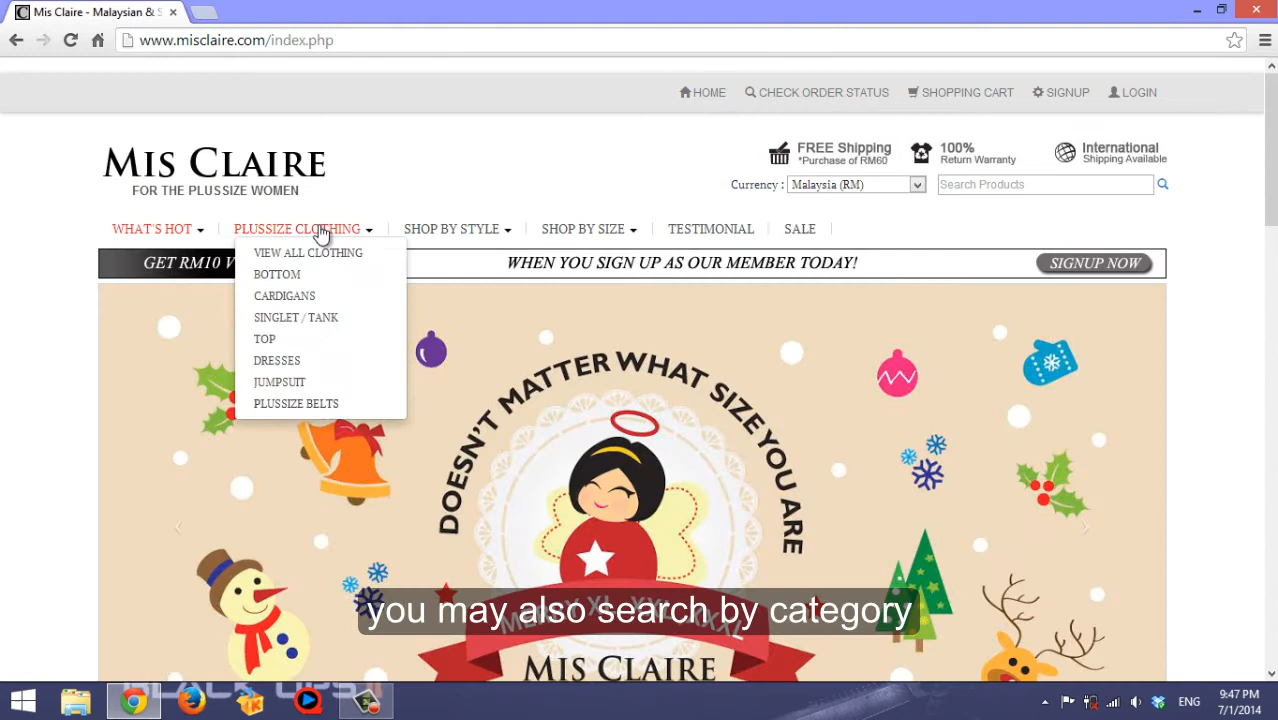 Mis Claire - Malaysian & S
www.misclaire.com/index.php
HOME CHECK ORDER STATUS SHOPPING CART SIGNUP LOGIN
MIS CLAIRE
FOR THE PLUSSIZE WOMEN
FREE Shipping
*Purchase of RM60
100%
Return Warranty
International
Shipping Available
Currency : Malaysia (RM) Search Products
WHAT'S HOT PLUSSIZE CLOTHING SHOP BY STYLE SHOP BY SIZE TESTIMONIAL SALE
GET RM10 V WHEN YOU SIGN UP AS OUR MEMBER TODAY! SIGNUP NOW
VIEW ALL CLOTHING
BOTTOM
CARDIGANS
SINGLET / TANK
TOP
DRESSES
JUMPSUIT
PLUSSIZE BELTS
DOESN'T MATTER WHAT SIZE YOU ARE
you may also search by category
MIS CLAIRE
BLACK OPS
ENG
9:47 PM
7/1/2014